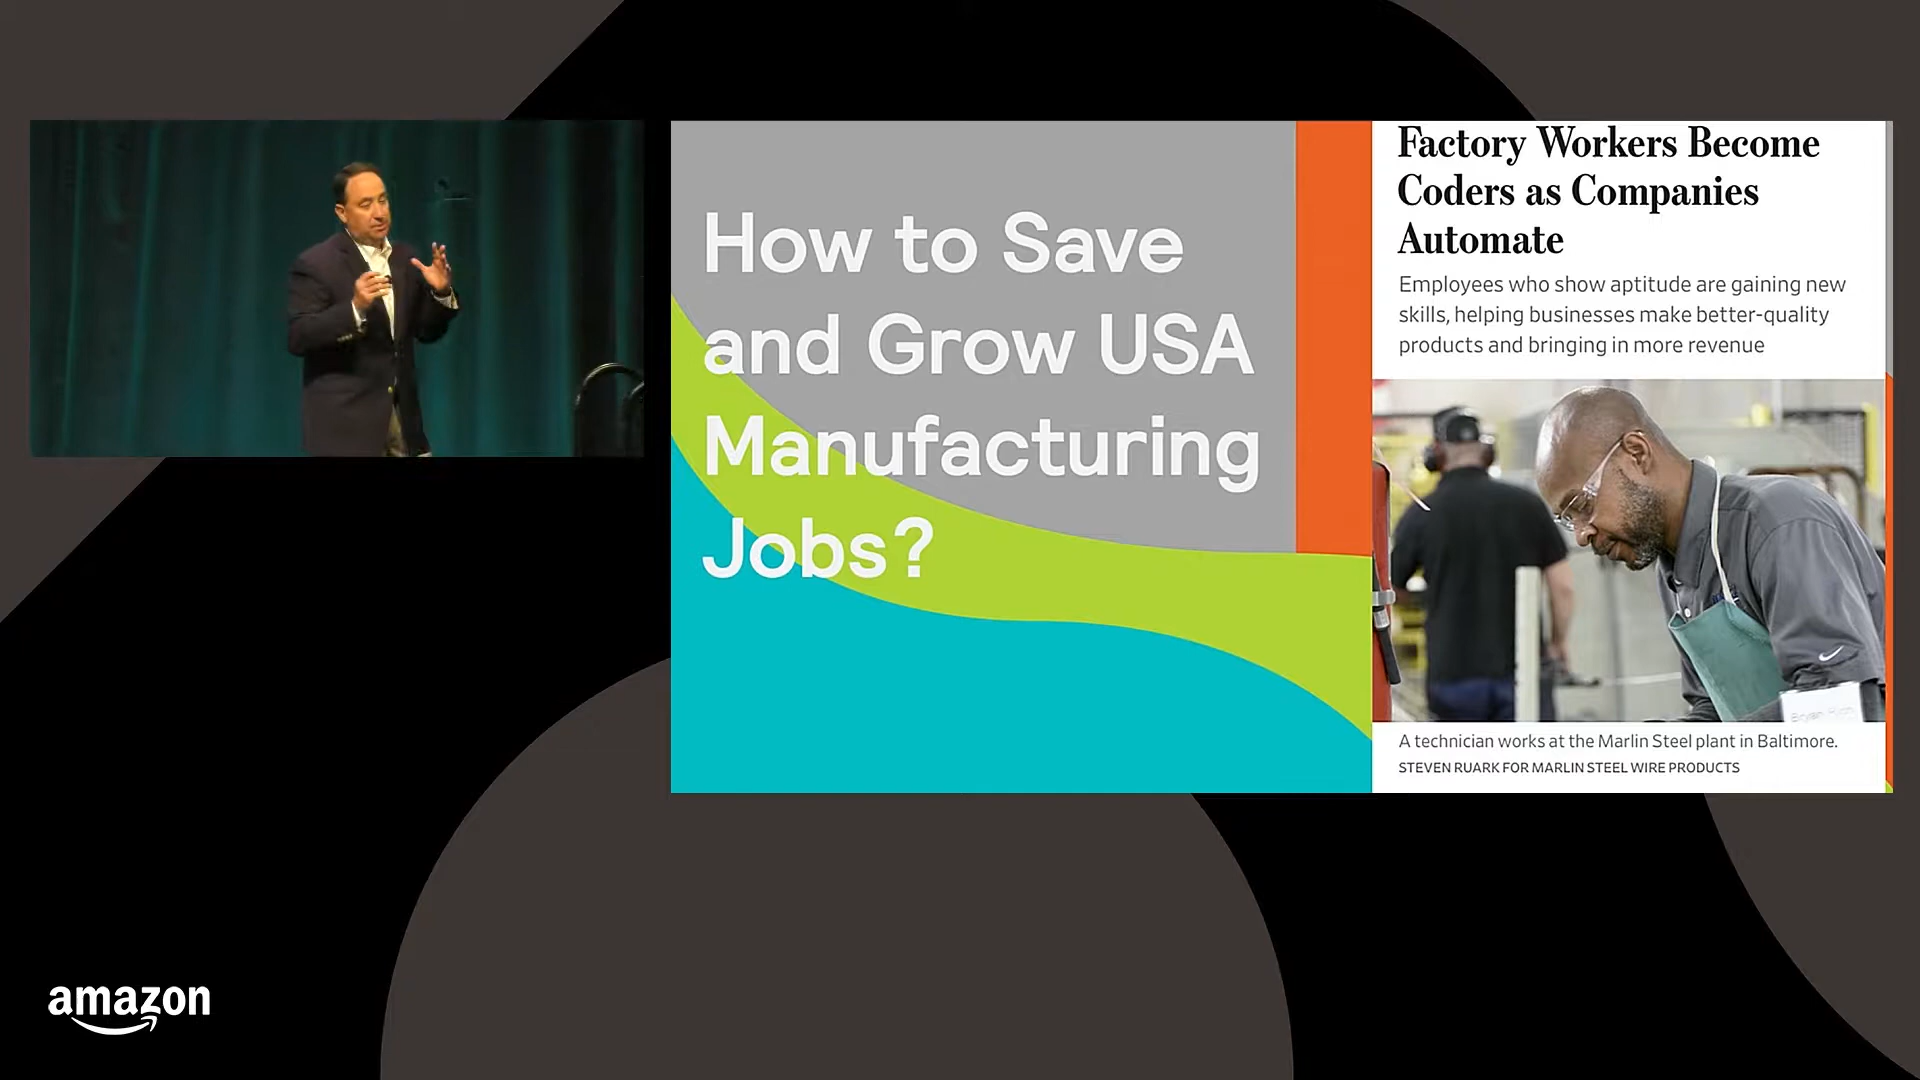 How to Save
and Grow USA
Manufacturing
Jobs?
Factory Workers Become
Coders as Companies
Automate
Employees who show aptitude are gaining new
skills, helping businesses make better-quality
products and bringing in more revenue
A technician works at the Marlin Steel plant in Baltimore.
STEVEN RUARK FOR MARLIN STEEL WIRE PRODUCTS
amazon